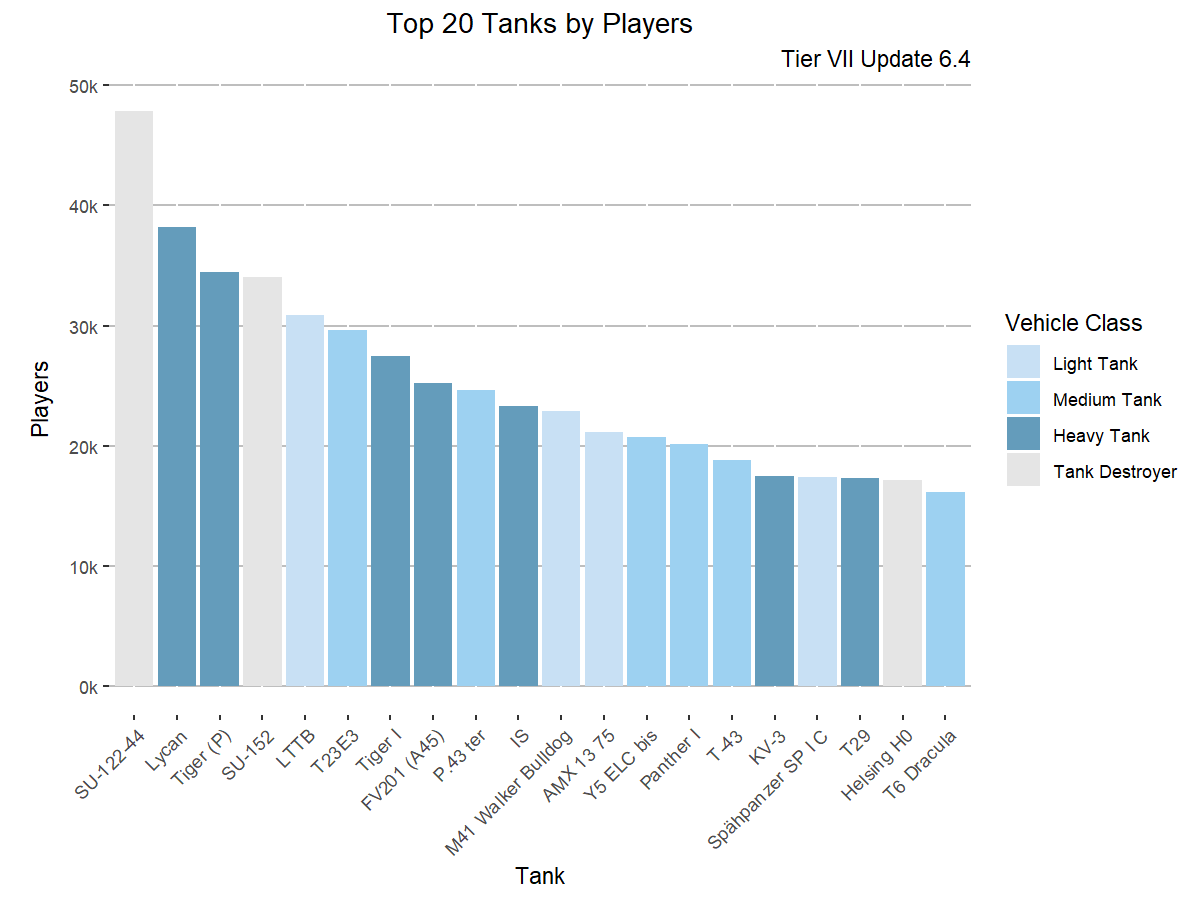 Top 20 Tanks by Players
Tier VII Update 6.4
50k
40k
30k
20k
10k
0k
Players
SU-122-44
Lycan
Tiger (P)
SU-152
LTTB
T23E3
Tiger I
FV201 (A45)
P.43 ter
IS
M41 Walker Bulldog
AMX 13 75
Y5 ELC bis
Panther I
T-43
KV-3
Spähpanzer SP I C
T29
Helsing H0
T6 Dracula
Tank
Vehicle Class
Light Tank
Medium Tank
Heavy Tank
Tank Destroyer